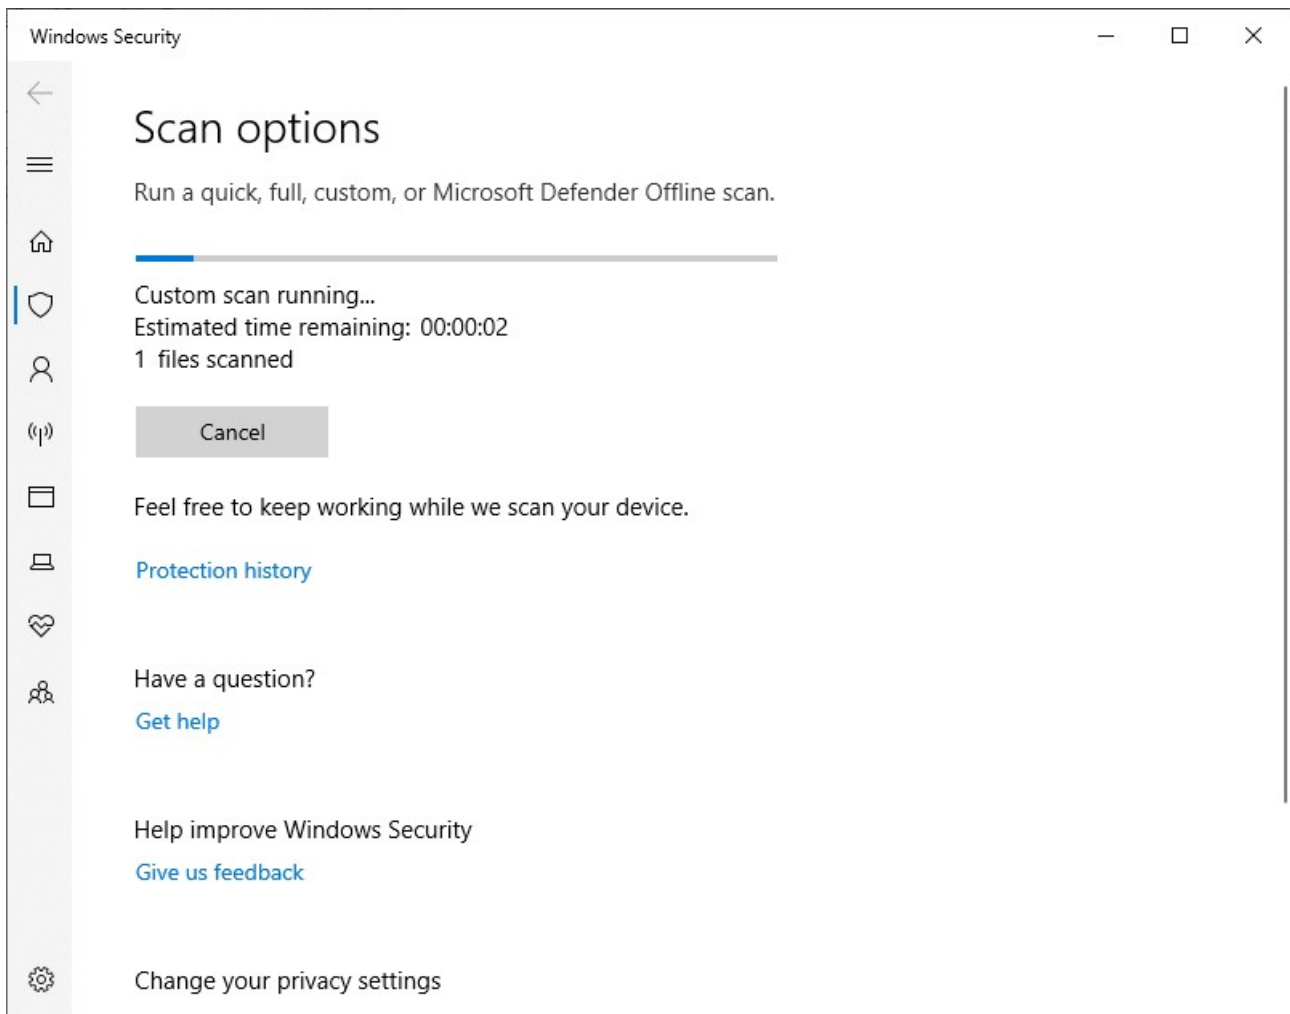 Windows Security
Scan options
Run a quick, full, custom, or Microsoft Defender Offline scan.
Custom scan running...
Estimated time remaining: 00:00:02
1 files scanned
Cancel
Feel free to keep working while we scan your device.
Protection history
Have a question?
Get help
Help improve Windows Security
Give us feedback
Change your privacy settings